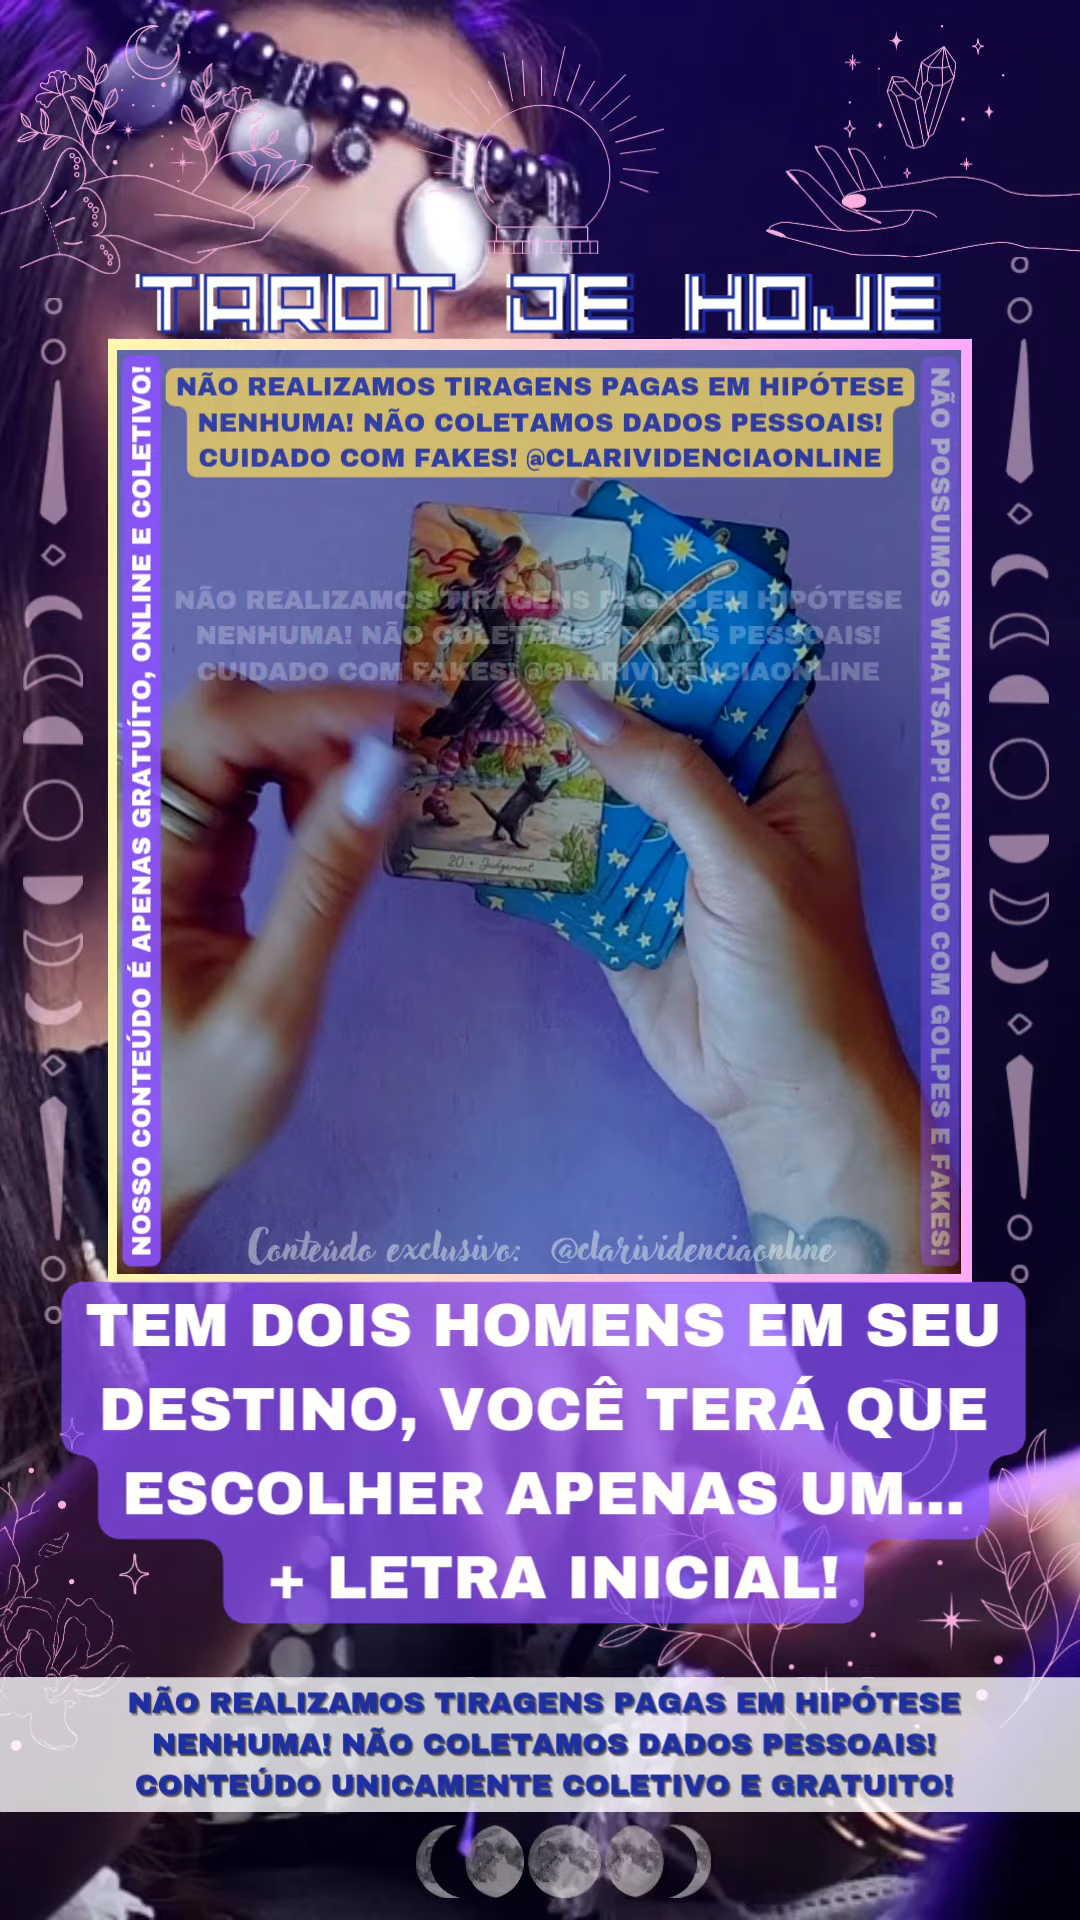 TAROT DE HOJE
NÃO REALIZAMOS TIRAGENS PAGAS EM HIPÓTESE
NENHUMA! NÃO COLETAMOS DADOS PESSOAIS!
CUIDADO COM FAKES! @CLARIVIDENCIAONLINE
NOSSO CONTEÚDO É APENAS GRATUÍTO, ONLINE E COLETIVO!
NÃO POSSUIMOS WHATSAPP! CUIDADO COM GOLPES E FAKES!
NÃO REALIZAMOS TIRAGENS PAGAS EM HIPÓTESE
NENHUMA! NÃO COLETAMOS DADOS PESSOAIS!
CUIDADO COM FAKES! @CLARIVIDENCIAONLINE
20 • Judgement
Conteúdo exclusivo: @clarividenciaonline
TEM DOIS HOMENS EM SEU
DESTINO, VOCÊ TERÁ QUE
ESCOLHER APENAS UM...
+ LETRA INICIAL!
NÃO REALIZAMOS TIRAGENS PAGAS EM HIPÓTESE
NENHUMA! NÃO COLETAMOS DADOS PESSOAIS!
CONTEÚDO UNICAMENTE COLETIVO E GRATUITO!